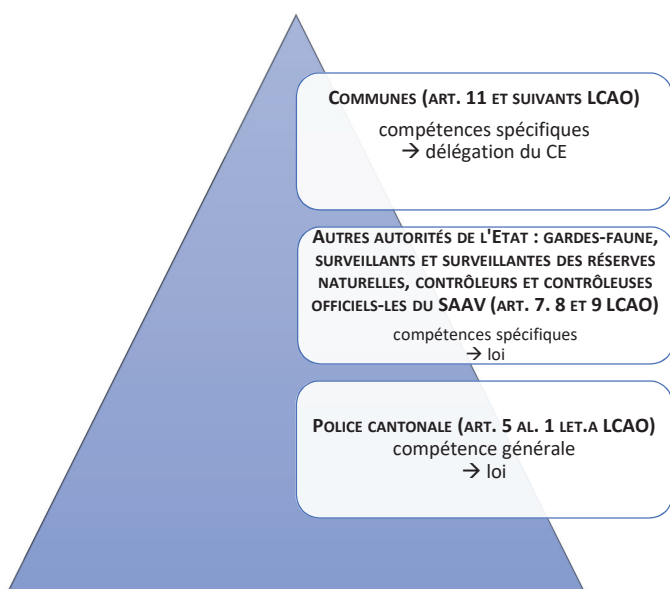 COMMUNES (ART. 11 ET SUIVANTS LCAO)
compétences spécifiques
→ délégation du CE
AUTRES AUTORITÉS DE L'ETAT : GARDES-FAUNE,
SURVEILLANTS ET SURVEILLANTES DES RÉSERVES
NATURELLES, CONTRÔLEURS ET CONTRÔLEUSES
OFFICIELS-LES DU SAAV (ART. 7. 8 ET 9 LCAO)
compétences spécifiques
→ loi
POLICE CANTONALE (ART. 5 AL. 1 LET.A LCAO)
compétence générale
→ loi